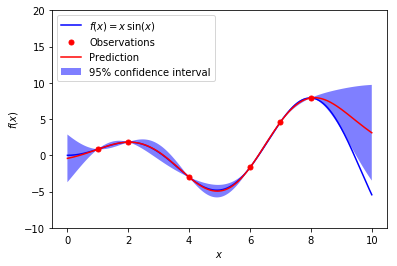 20
15
10
5
0
−5
−10
0
2
4
6
8
10
x
f(x)
f(x) = x sin(x)
Observations
Prediction
95% confidence interval